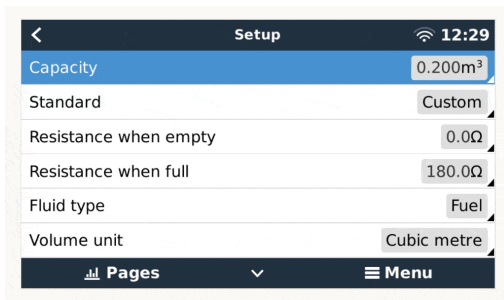 Setup 12:29
Capacity 0.200m³
Standard Custom
Resistance when empty 0.0Ω
Resistance when full 180.0Ω
Fluid type Fuel
Volume unit Cubic metre
Pages Menu